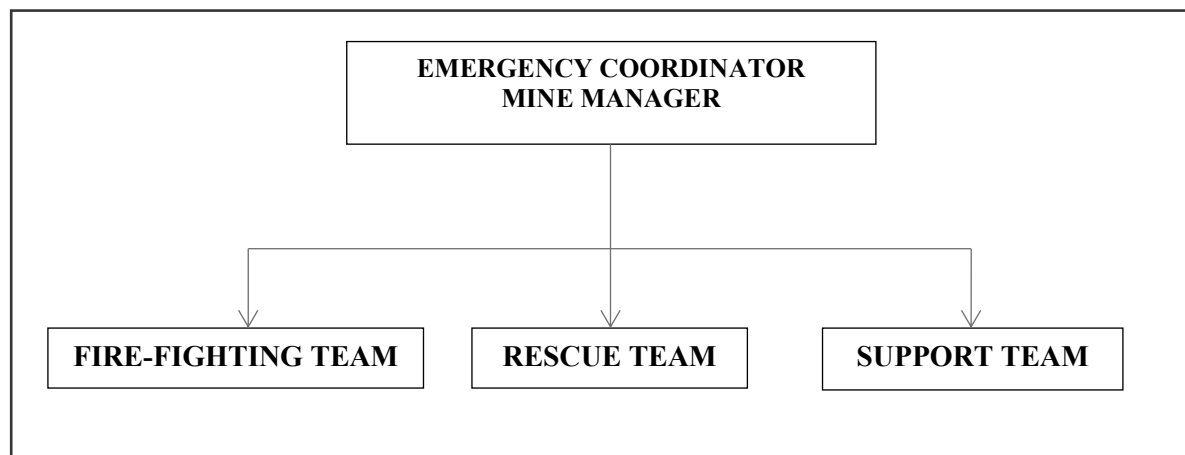 EMERGENCY COORDINATOR
MINE MANAGER
FIRE-FIGHTING TEAM
RESCUE TEAM
SUPPORT TEAM